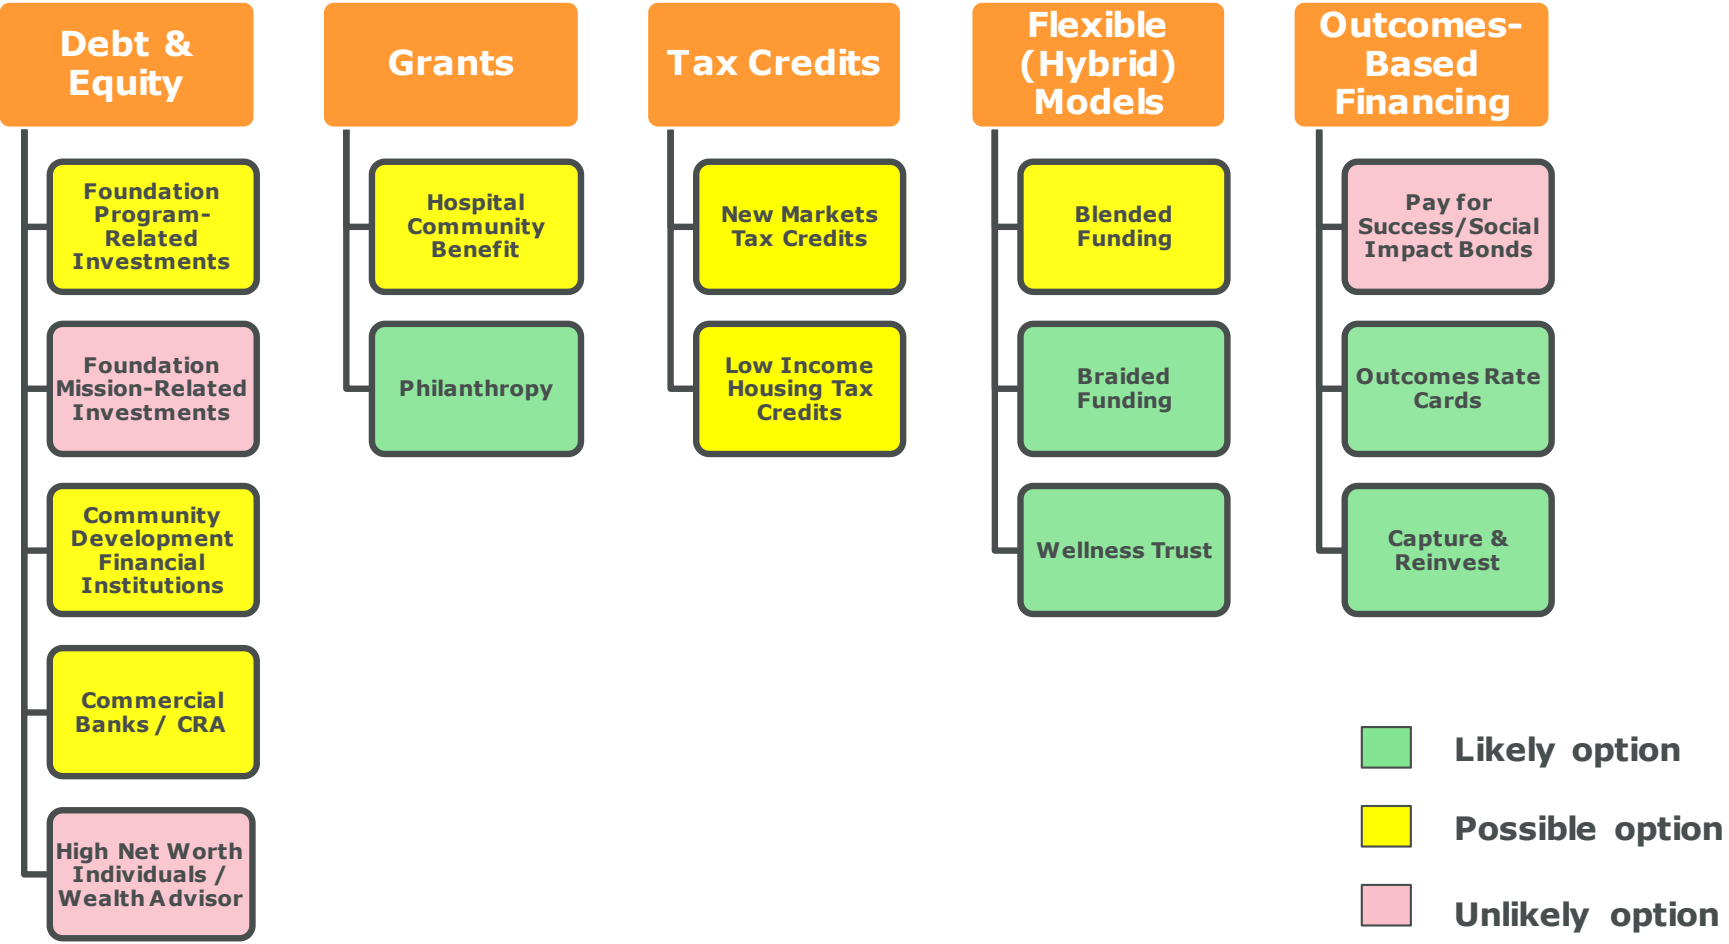 Debt &
Equity
Foundation
Program-
Related
Investments
Foundation
Mission-Related
Investments
Community
Development
Financial
Institutions
Commercial
Banks / CRA
High Net Worth
Individuals /
Wealth Advisor
Grants
Hospital
Community
Benefit
Philanthropy
Tax Credits
New Markets
Tax Credits
Low Income
Housing Tax
Credits
Flexible
(Hybrid)
Models
Blended
Funding
Braided
Funding
Wellness Trust
Outcomes-
Based
Financing
Pay for
Success/Social
Impact Bonds
Outcomes Rate
Cards
Capture &
Reinvest
Likely option
Possible option
Unlikely option